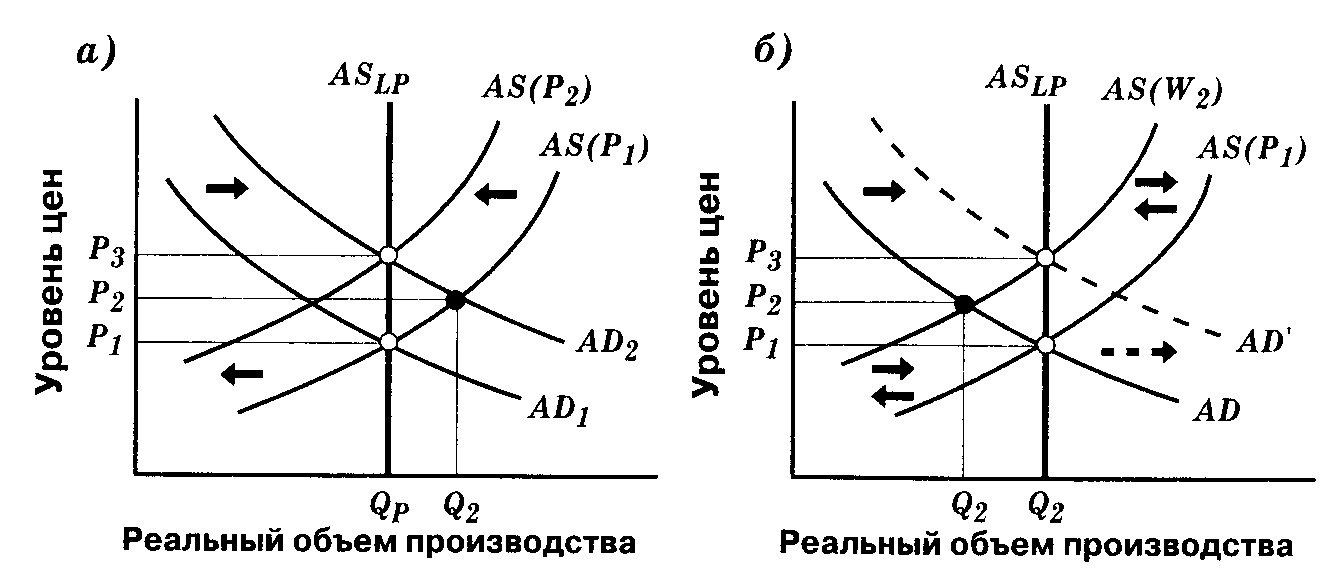 а)
AS_LP
AS(P_2)
AS(P_1)
Уровень цен
P_3
P_2
P_1
AD_2
AD_1
Q_P
Q_2
Реальный объем производства
б)
AS_LP
AS(W_2)
AS(P_1)
Уровень цен
P_3
P_2
P_1
AD'
AD
Q_2
Q_2
Реальный объем производства